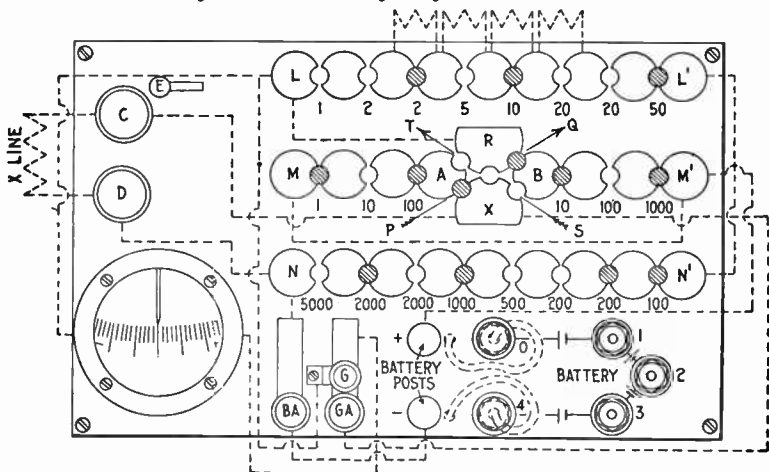 L L'
1 2 2 5 10 20 20 50
E
C
X LINE
D
T R Q
M A B M'
1 10 100 10 100 1000
X
P S
N N'
5000 2000 2000 1000 500 200 200 100
+ 0 1
BATTERY POSTS
BATTERY 2
G
BA GA - 4 3